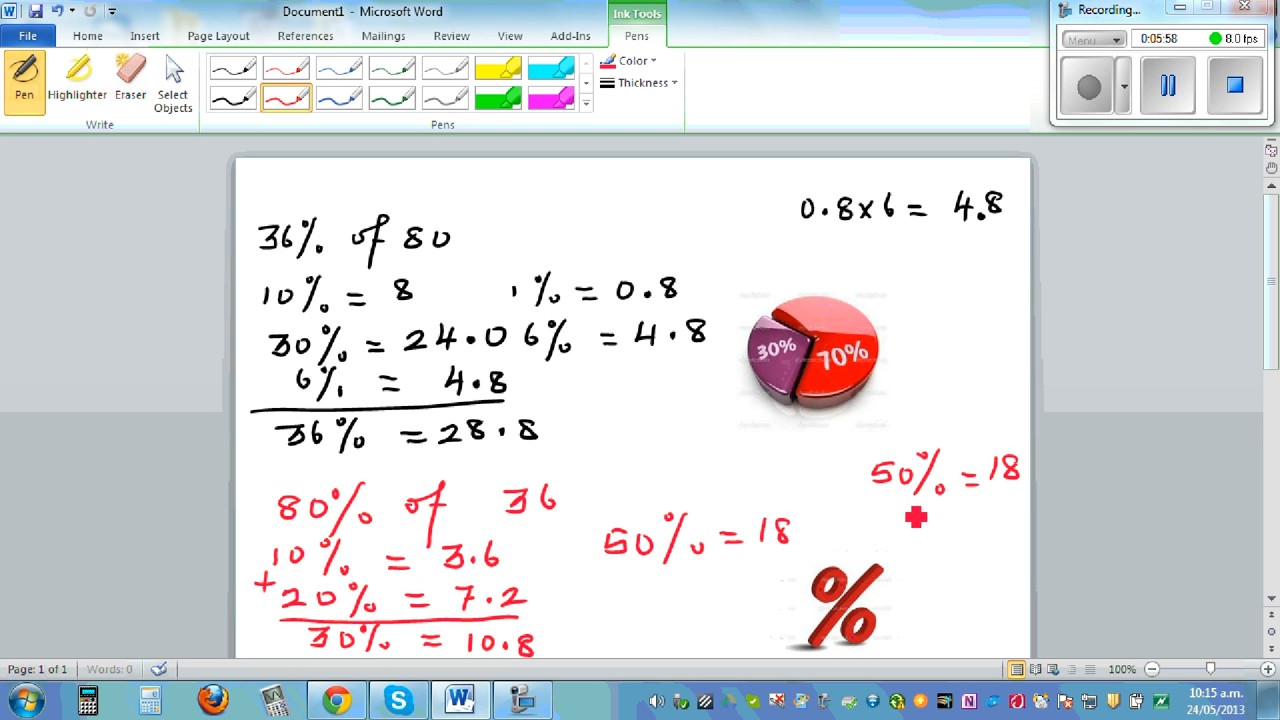 Document1 - Microsoft Word
Ink Tools
Recording...
File Home Insert Page Layout References Mailings Review View Add-Ins Pens
Menu
0:05:58
8.0 fps
Pen
Highlighter
Eraser
Select Objects
Color
Thickness
Write
Pens
0.8x6 = 4.8
36% of 80
10% = 8 1% = 0.8
30% = 24.0 6% = 4.8
6% = 4.8
36% = 28.8
30%
70%
80% of 36
50% = 18
50% = 18
10% = 3.6
+ 20% = 7.2
30% = 10.8
%
Page: 1 of 1 Words: 0
100%
10:15 a.m.
24/05/2013